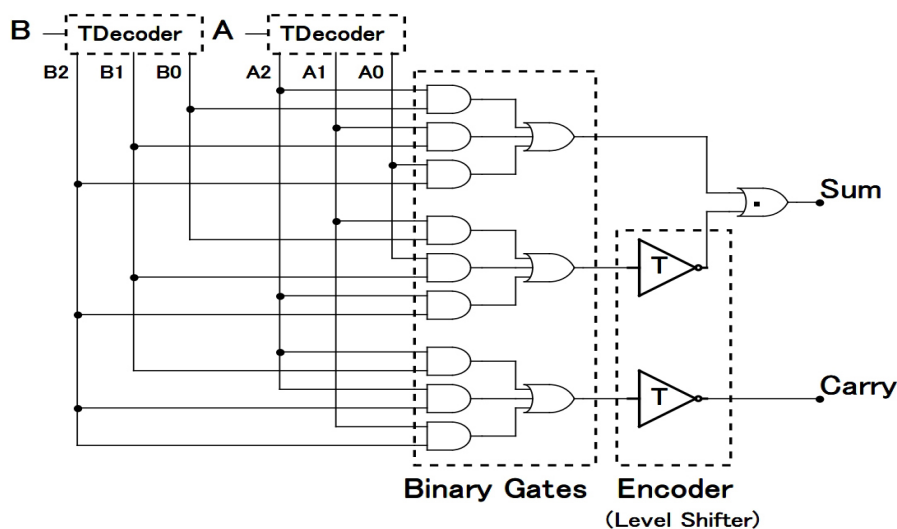 B TDecoder A TDecoder
B2 B1 B0 A2 A1 A0
Sum
T
T
Carry
Binary Gates Encoder
(Level Shifter)